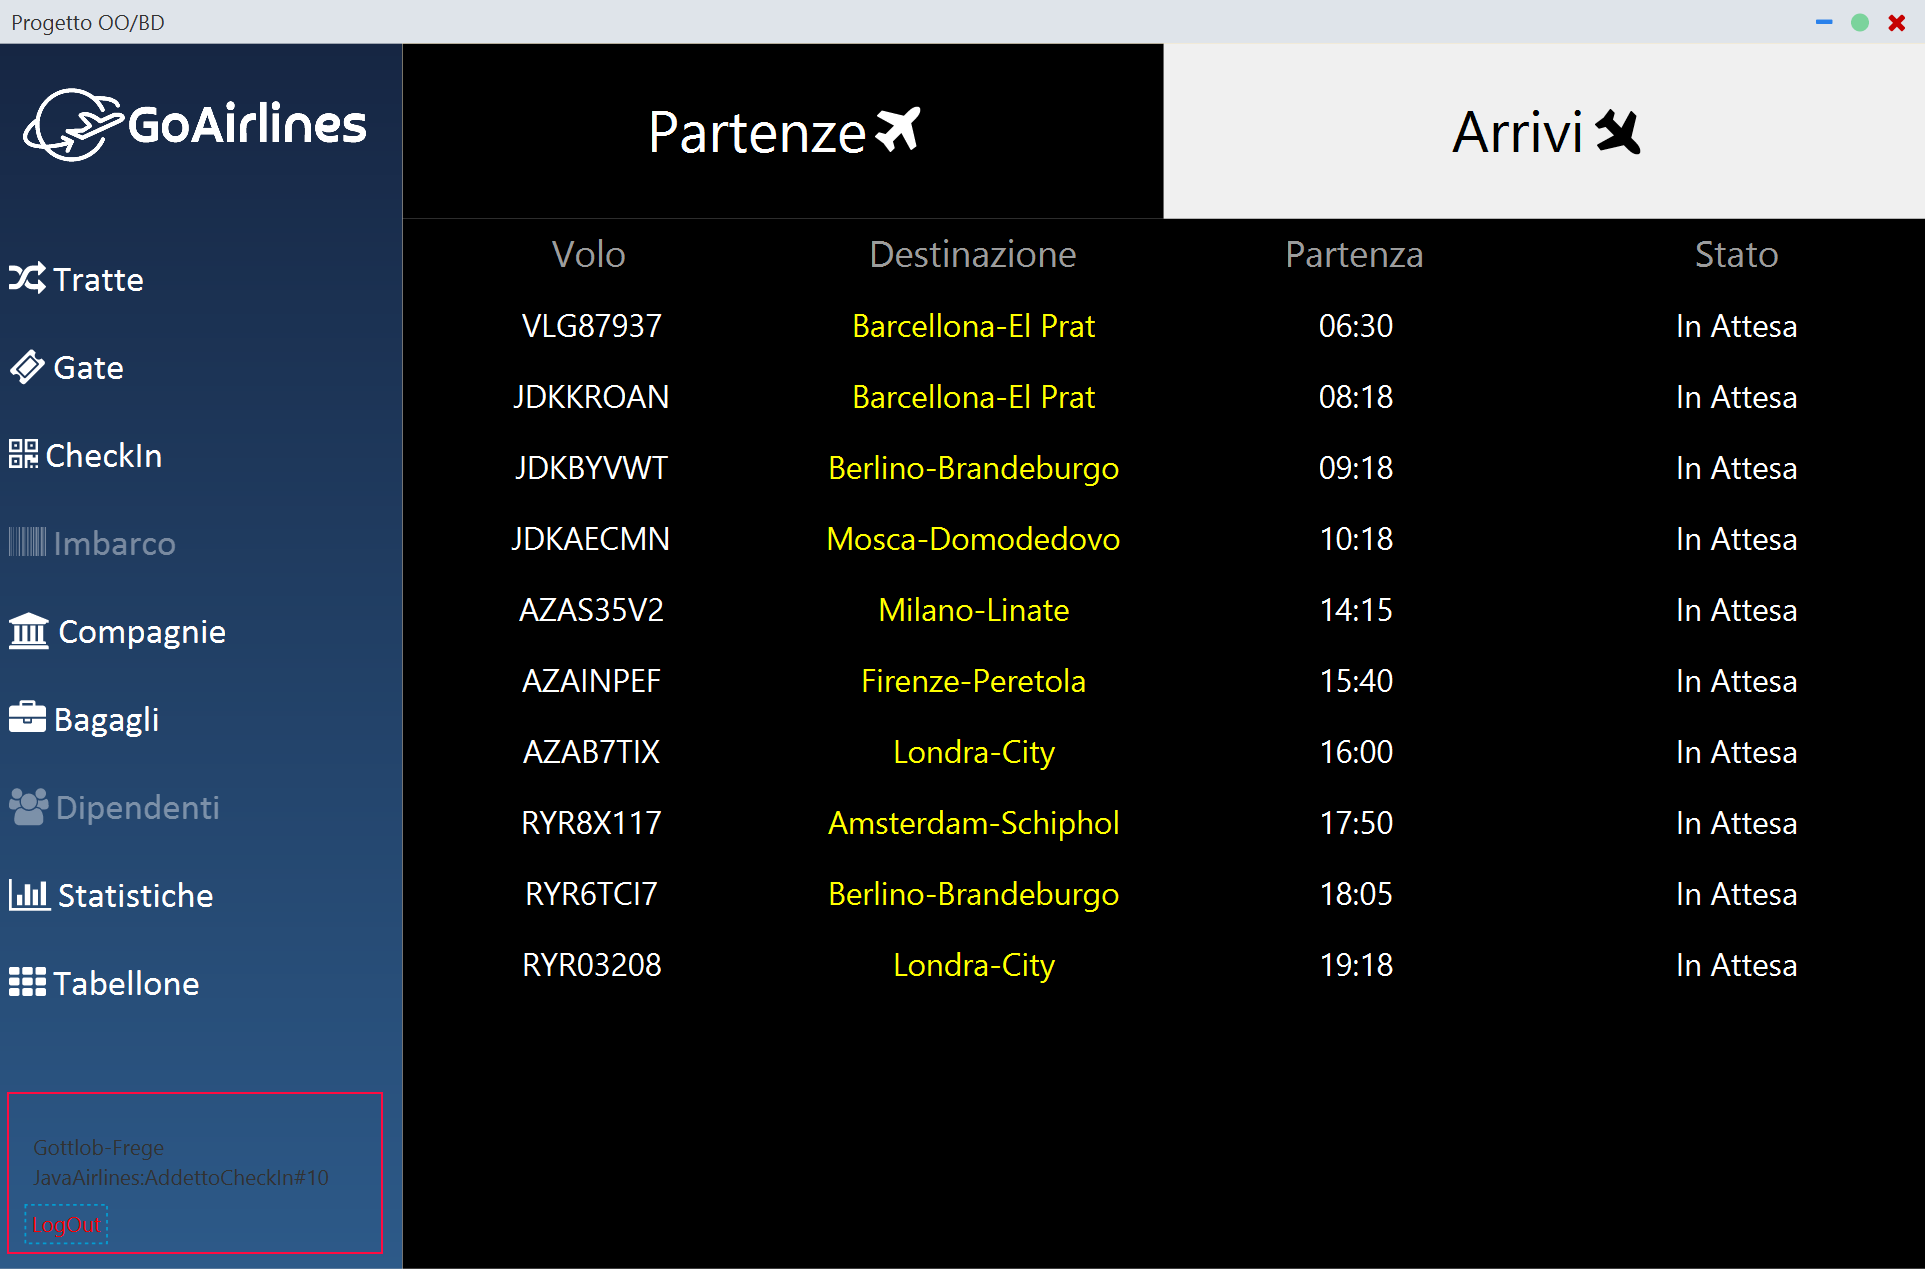 Progetto OO/BD
GoAirlines
Tratte
Gate
CheckIn
Imbarco
Compagnie
Bagagli
Dipendenti
Statistiche
Tabellone
Gottlob-Frege
JavaAirlines:AddettoCheckIn#10
LogOut
Partenze
Arrivi
Volo Destinazione Partenza Stato
VLG87937 Barcellona-El Prat 06:30 In Attesa
JDKKROAN Barcellona-El Prat 08:18 In Attesa
JDKBYVWT Berlino-Brandeburgo 09:18 In Attesa
JDKAECMN Mosca-Domodedovo 10:18 In Attesa
AZAS35V2 Milano-Linate 14:15 In Attesa
AZAINPEF Firenze-Peretola 15:40 In Attesa
AZAB7TIX Londra-City 16:00 In Attesa
RYR8X117 Amsterdam-Schiphol 17:50 In Attesa
RYR6TCI7 Berlino-Brandeburgo 18:05 In Attesa
RYR03208 Londra-City 19:18 In Attesa